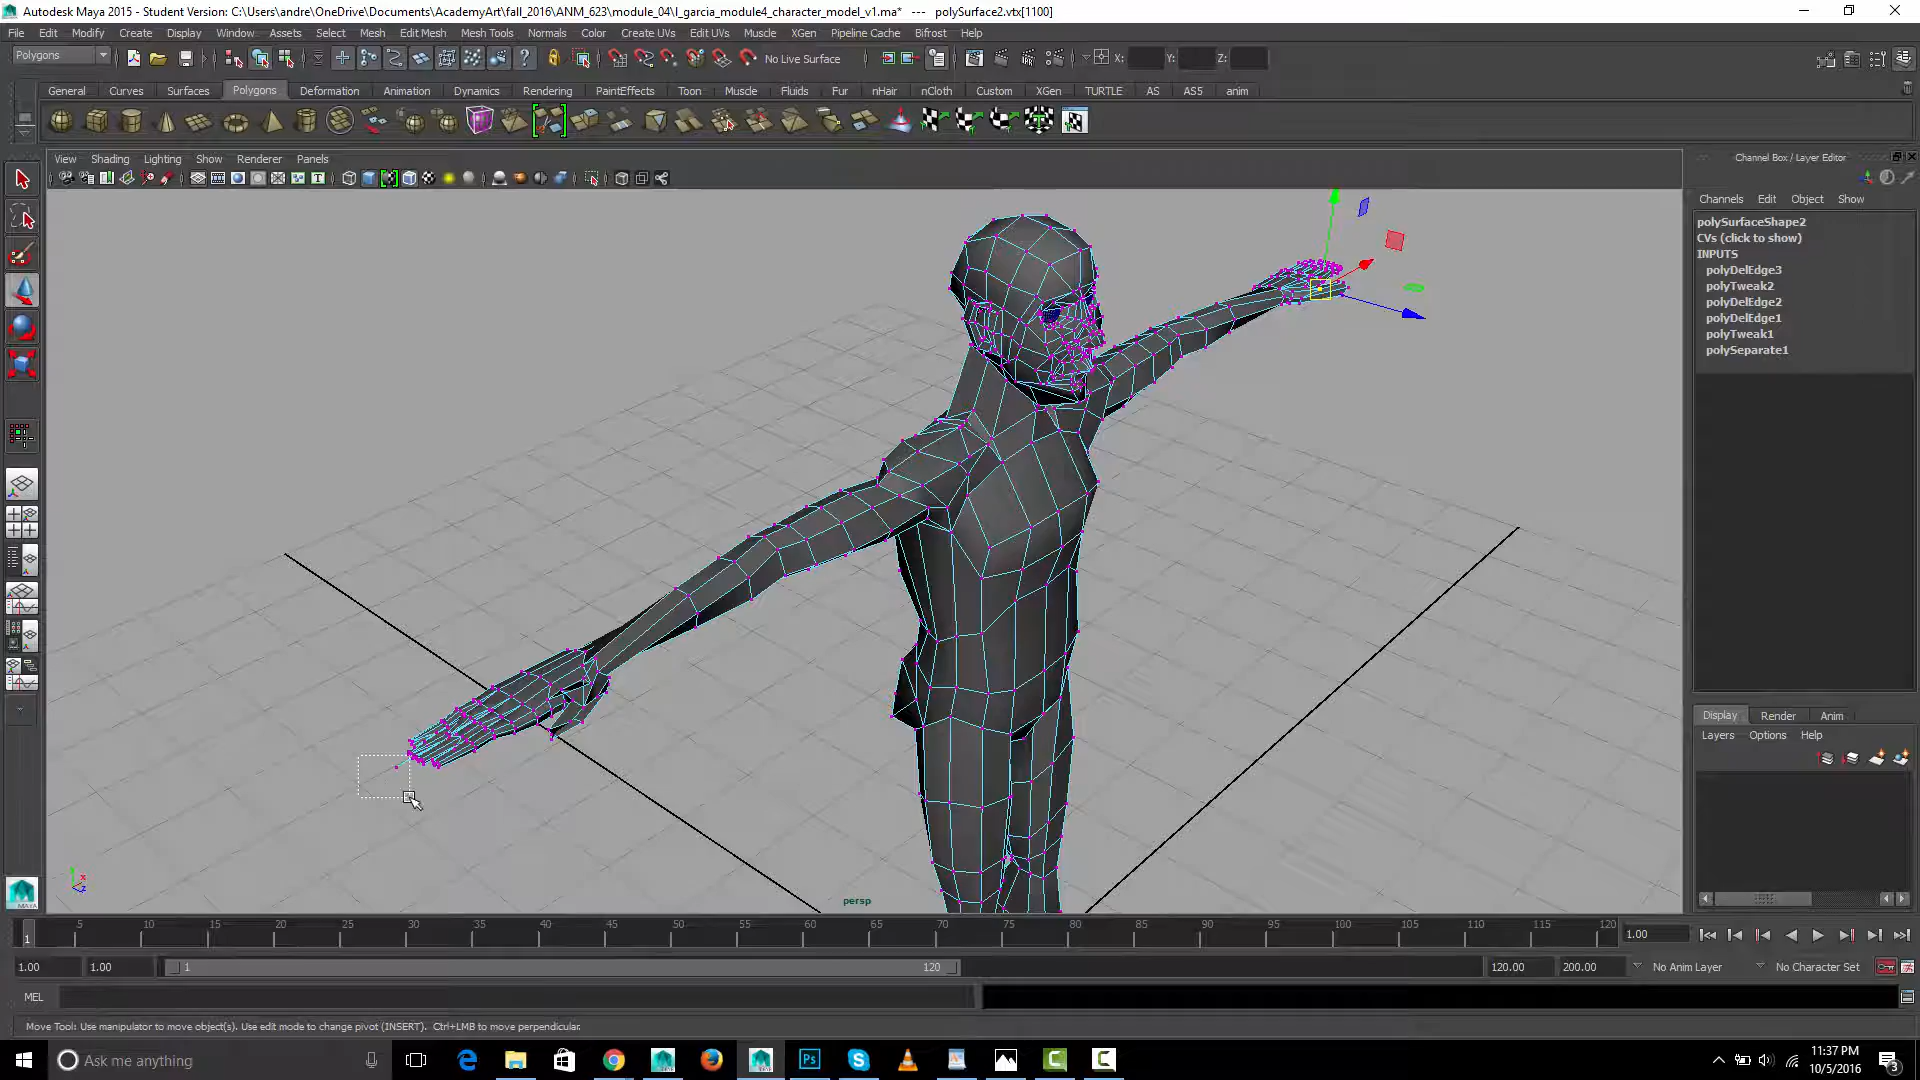 Autodesk Maya 2015 - Student Version: C:\Users\andre\OneDrive\Documents\AcademyArt\fall_2016\ANM_623\module_04\l_garcia_module4_character_model_v1.ma* --- polySurface2.vtx[1100]
File Edit Modify Create Display Window Assets Select Mesh Edit Mesh Mesh Tools Normals Color Create UVs Edit UVs Muscle XGen Pipeline Cache Bifrost Help
Polygons No Live Surface X: Y: Z:
General Curves Surfaces Polygons Deformation Animation Dynamics Rendering PaintEffects Toon Muscle Fluids Fur nHair nCloth Custom XGen TURTLE AS AS5 anim
View Shading Lighting Show Renderer Panels
Channel Box / Layer Editor
Channels Edit Object Show
polySurfaceShape2
CVs (click to show)
INPUTS
polyDelEdge3
polyTweak2
polyDelEdge2
polyDelEdge1
polyTweak1
polySeparate1
Display Render Anim
Layers Options Help
persp
MAYA
1 5 10 15 20 25 30 35 40 45 50 55 60 65 70 75 80 85 90 95 100 105 110 115 120 1.00
1.00 1.00 1 120 120.00 200.00 No Anim Layer No Character Set
MEL
Move Tool: Use manipulator to move object(s). Use edit mode to change pivot (INSERT). Ctrl+LMB to move perpendicular.
Ask me anything
11:37 PM
10/5/2016
3